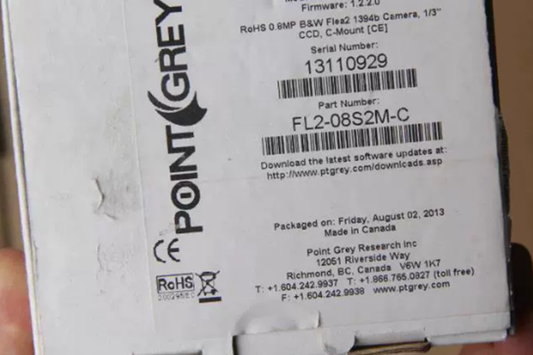 Firmware: 1.2.2.0
RoHS 0.8MP B&W Flea2 1394b Camera, 1/3"
CCD, C-Mount [CE]
Serial Number:
13110929
Part Number:
FL2-08S2M-C
Download the latest software updates at:
http://www.ptgrey.com/downloads.asp
POINT GREY
CE
RoHS
Packaged on: Friday, August 02, 2013
Made in Canada
Point Grey Research Inc
12051 Riverside Way
Richmond, BC, Canada V6W 1K7
T: +1.604.242.9937 T: +1.866.765.0827 (toll free)
F: +1.604.242.9938 www.ptgrey.com